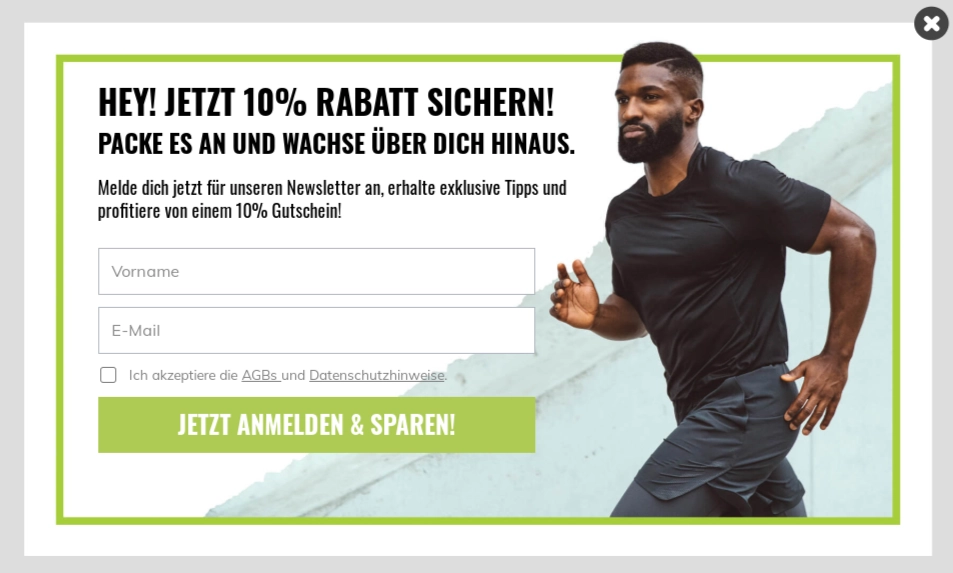 HEY! JETZT 10% RABATT SICHERN!
PACKE ES AN UND WACHSE ÜBER DICH HINAUS.
Melde dich jetzt für unseren Newsletter an, erhalte exklusive Tipps und
profitiere von einem 10% Gutschein!
Vorname
E-Mail
Ich akzeptiere die AGBs und Datenschutzhinweise.
JETZT ANMELDEN & SPAREN!